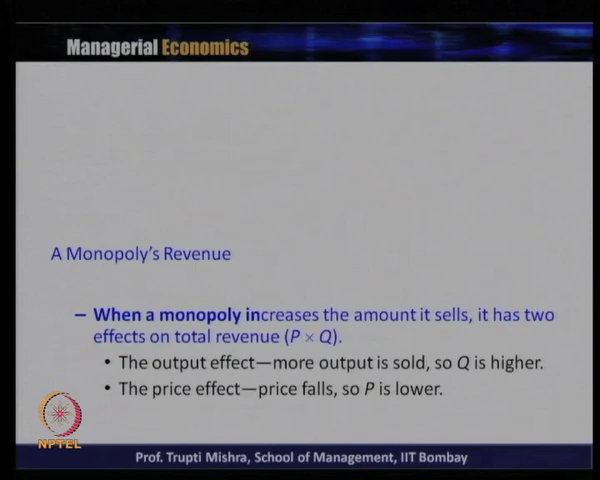 Managerial Economics
A Monopoly's Revenue
– When a monopoly increases the amount it sells, it has two
effects on total revenue (P × Q).
• The output effect—more output is sold, so Q is higher.
• The price effect—price falls, so P is lower.
NPTEL
Prof. Trupti Mishra, School of Management, IIT Bombay